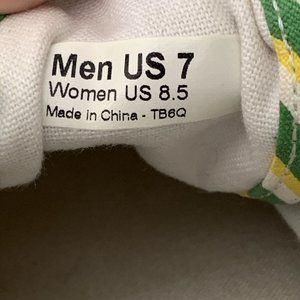 Men US 7
Women US 8.5
Made in China - TB6Q